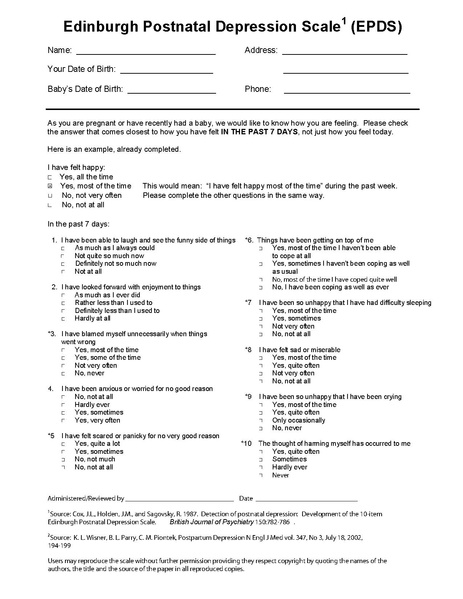 Edinburgh Postnatal Depression Scale1 (EPDS)
Name: ______________________________ Address: ___________________________
Your Date of Birth: ____________________ ___________________________
Baby's Date of Birth: ___________________ Phone: _________________________
As you are pregnant or have recently had a baby, we would like to know how you are feeling. Please check
the answer that comes closest to how you have felt IN THE PAST 7 DAYS, not just how you feel today.
Here is an example, already completed.
I have felt happy:
Yes, all the time
Yes, most of the time This would mean: "I have felt happy most of the time" during the past week.
No, not very often Please complete the other questions in the same way.
No, not at all
In the past 7 days:
1. I have been able to laugh and see the funny side of things
As much as I always could
Not quite so much now
Definitely not so much now
Not at all
2. I have looked forward with enjoyment to things
As much as I ever did
Rather less than I used to
Definitely less than I used to
Hardly at all
*3. I have blamed myself unnecessarily when things
went wrong
Yes, most of the time
Yes, some of the time
Not very often
No, never
4. I have been anxious or worried for no good reason
No, not at all
Hardly ever
Yes, sometimes
Yes, very often
*5 I have felt scared or panicky for no very good reason
Yes, quite a lot
Yes, sometimes
No, not much
No, not at all
*6. Things have been getting on top of me
Yes, most of the time I haven't been able
to cope at all
Yes, sometimes I haven't been coping as well
as usual
No, most of the time I have coped quite well
No, I have been coping as well as ever
*7 I have been so unhappy that I have had difficulty sleeping
Yes, most of the time
Yes, sometimes
Not very often
No, not at all
*8 I have felt sad or miserable
Yes, most of the time
Yes, quite often
Not very often
No, not at all
*9 I have been so unhappy that I have been crying
Yes, most of the time
Yes, quite often
Only occasionally
No, never
*10 The thought of harming myself has occurred to me
Yes, quite often
Sometimes
Hardly ever
Never
Administered/Reviewed by ________________________________ Date ______________________________
1Source: Cox, J.L., Holden, J.M., and Sagovsky, R. 1987. Detection of postnatal depression: Development of the 10-item
Edinburgh Postnatal Depression Scale. British Journal of Psychiatry 150:782-786 .
2Source: K. L. Wisner, B. L. Parry, C. M. Piontek, Postpartum Depression N Engl J Med vol. 347, No 3, July 18, 2002,
194-199
Users may reproduce the scale without further permission providing they respect copyright by quoting the names of the
authors, the title and the source of the paper in all reproduced copies.